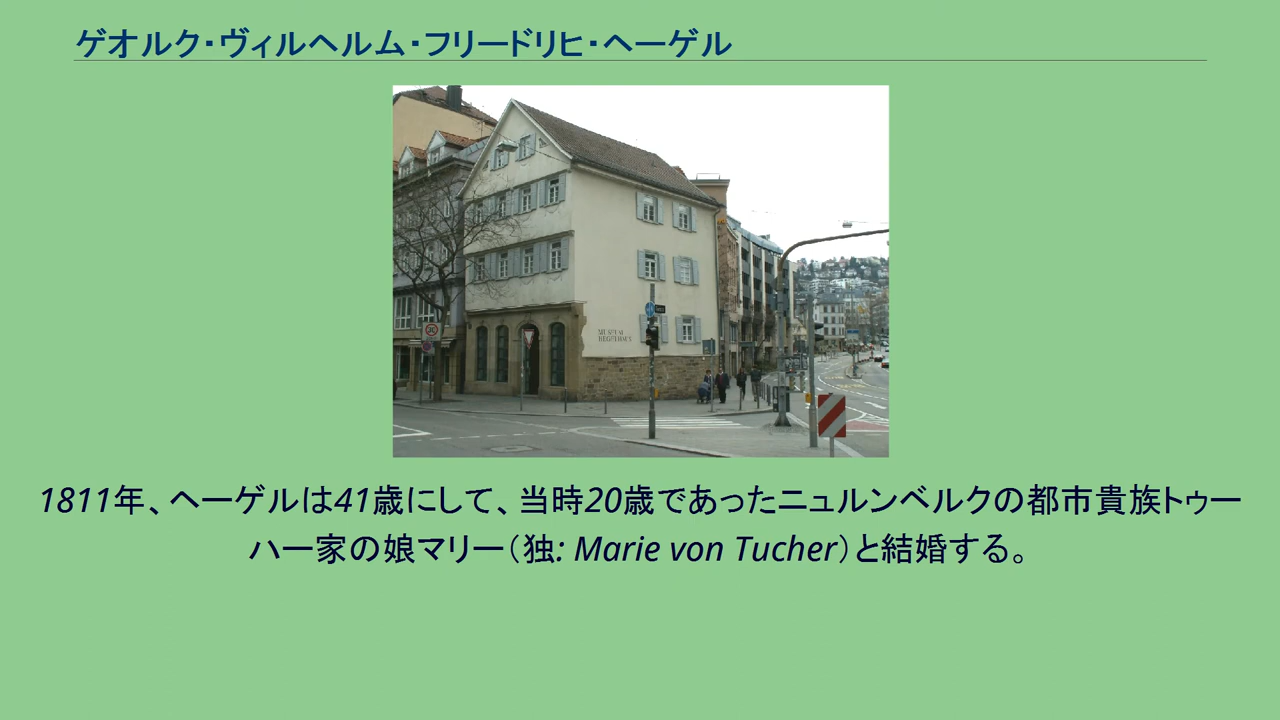 ゲオルク・ヴィルヘルム・フリードリヒ・ヘーゲル
MUSEUM
HEGELHAUS
30
1811年、ヘーゲルは41歳にして、当時20歳であったニュルンベルクの都市貴族トゥー
ハー家の娘マリー（独: Marie von Tucher）と結婚する。